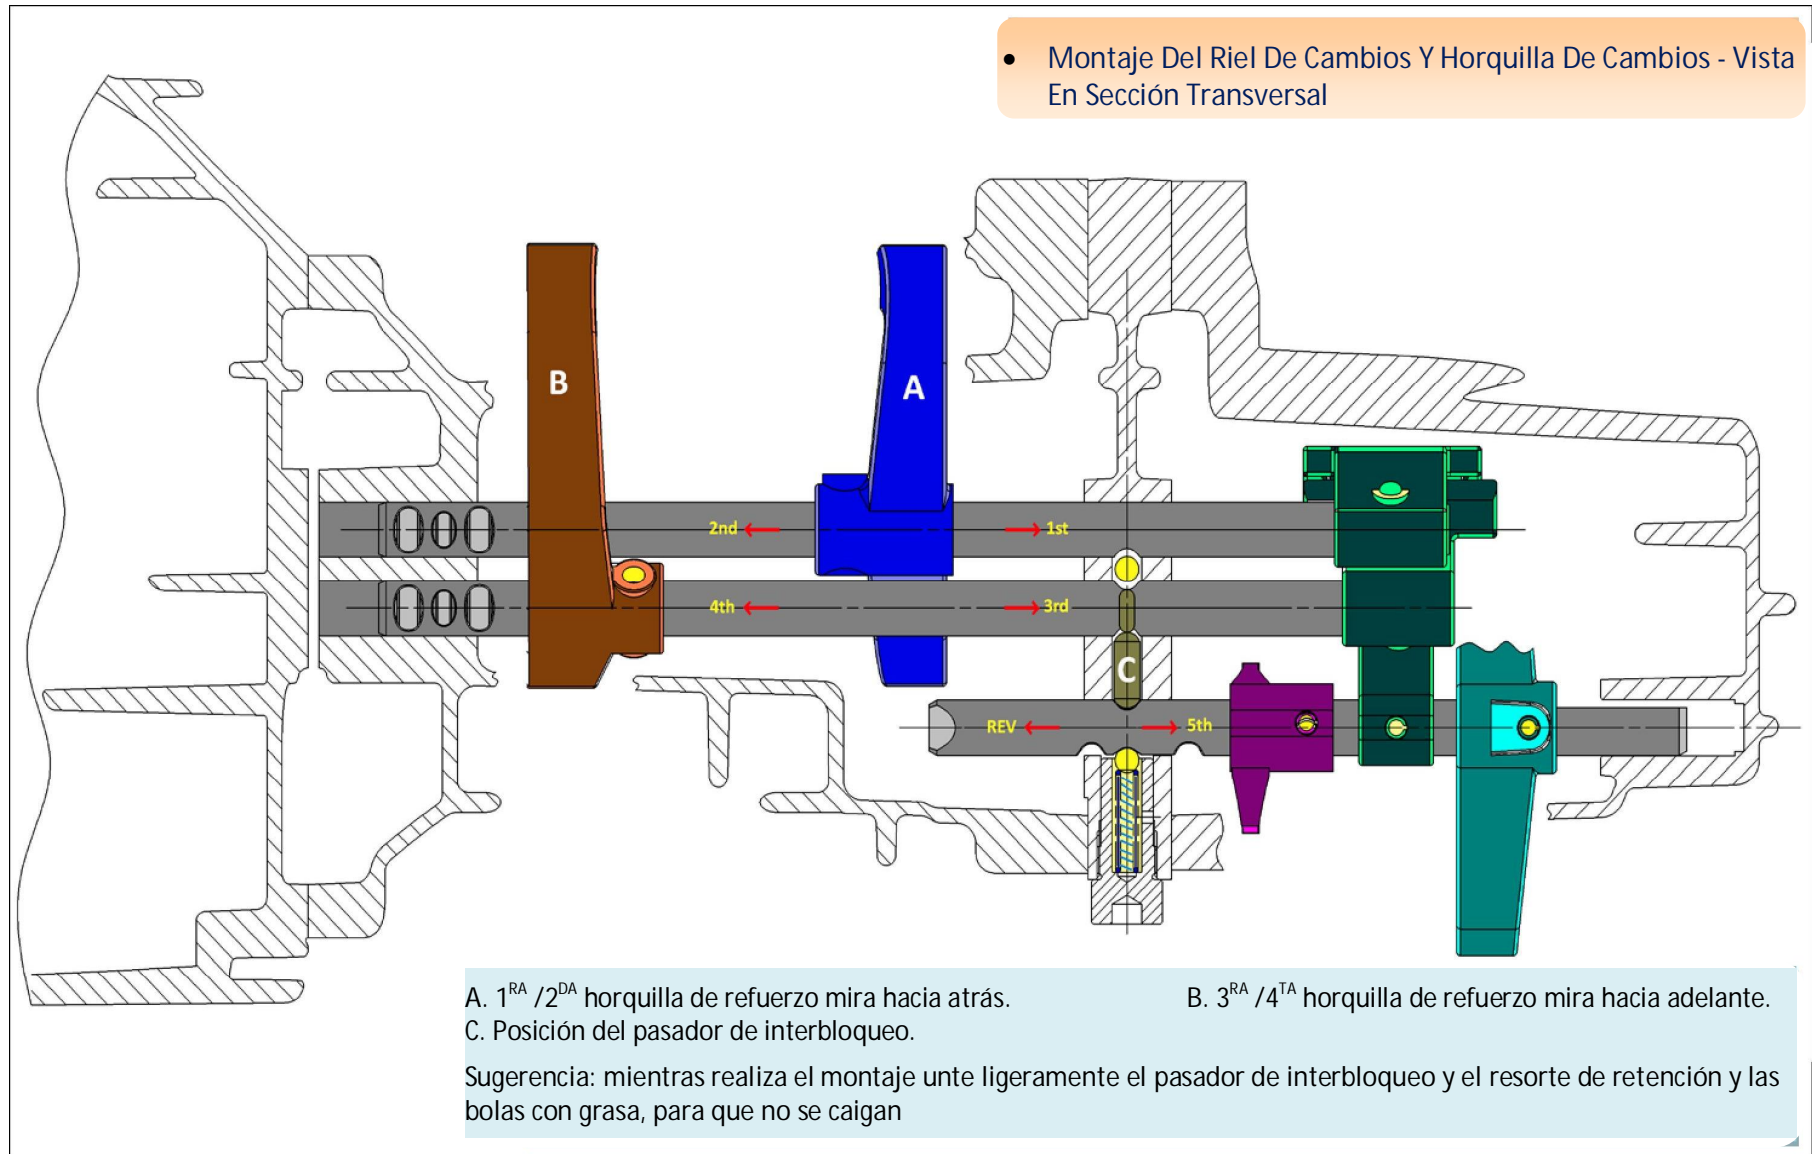 • Montaje Del Riel De Cambios Y Horquilla De Cambios - Vista
En Sección Transversal
B
A
2nd
1st
4th
3rd
C
REV
5th
A. 1RA /2DA horquilla de refuerzo mira hacia atrás. B. 3RA /4TA horquilla de refuerzo mira hacia adelante.
C. Posición del pasador de interbloqueo.
Sugerencia: mientras realiza el montaje unte ligeramente el pasador de interbloqueo y el resorte de retención y las
bolas con grasa, para que no se caigan